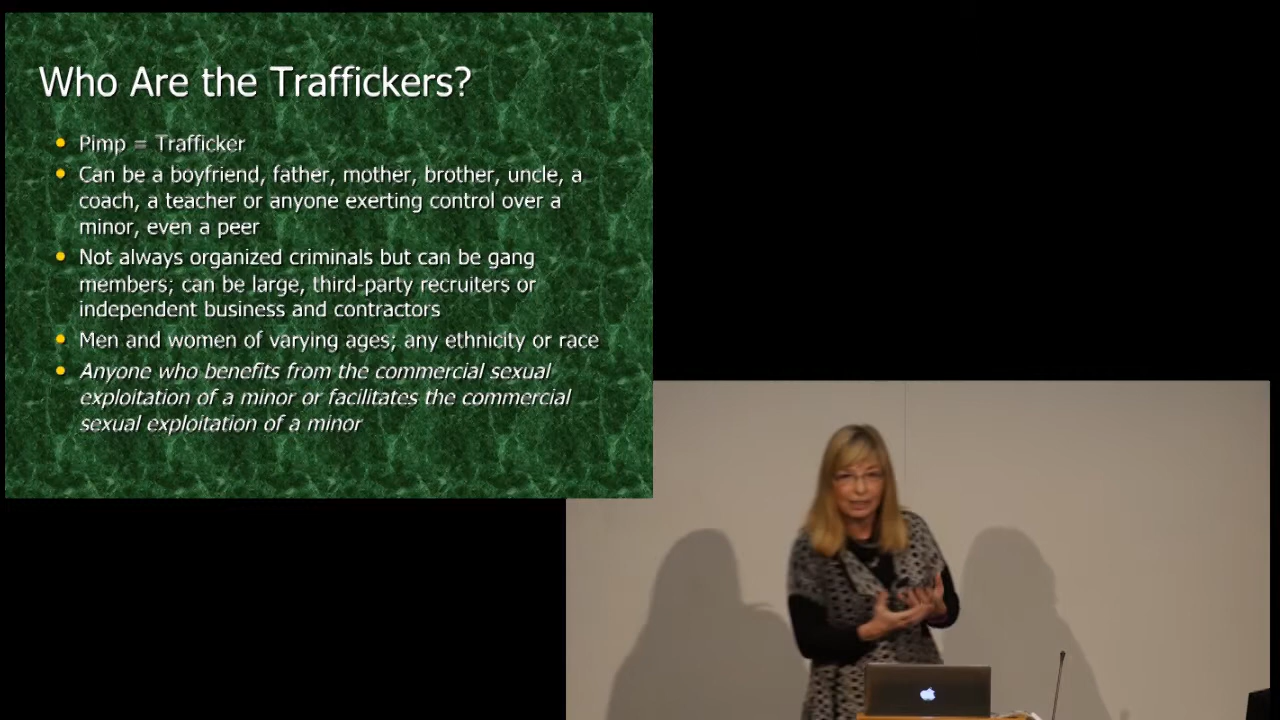 Who Are the Traffickers?
Pimp = Trafficker
Can be a boyfriend, father, mother, brother, uncle, a
coach, a teacher or anyone exerting control over a
minor, even a peer
Not always organized criminals but can be gang
members; can be large, third-party recruiters or
independent business and contractors
Men and women of varying ages; any ethnicity or race
Anyone who benefits from the commercial sexual
exploitation of a minor or facilitates the commercial
sexual exploitation of a minor